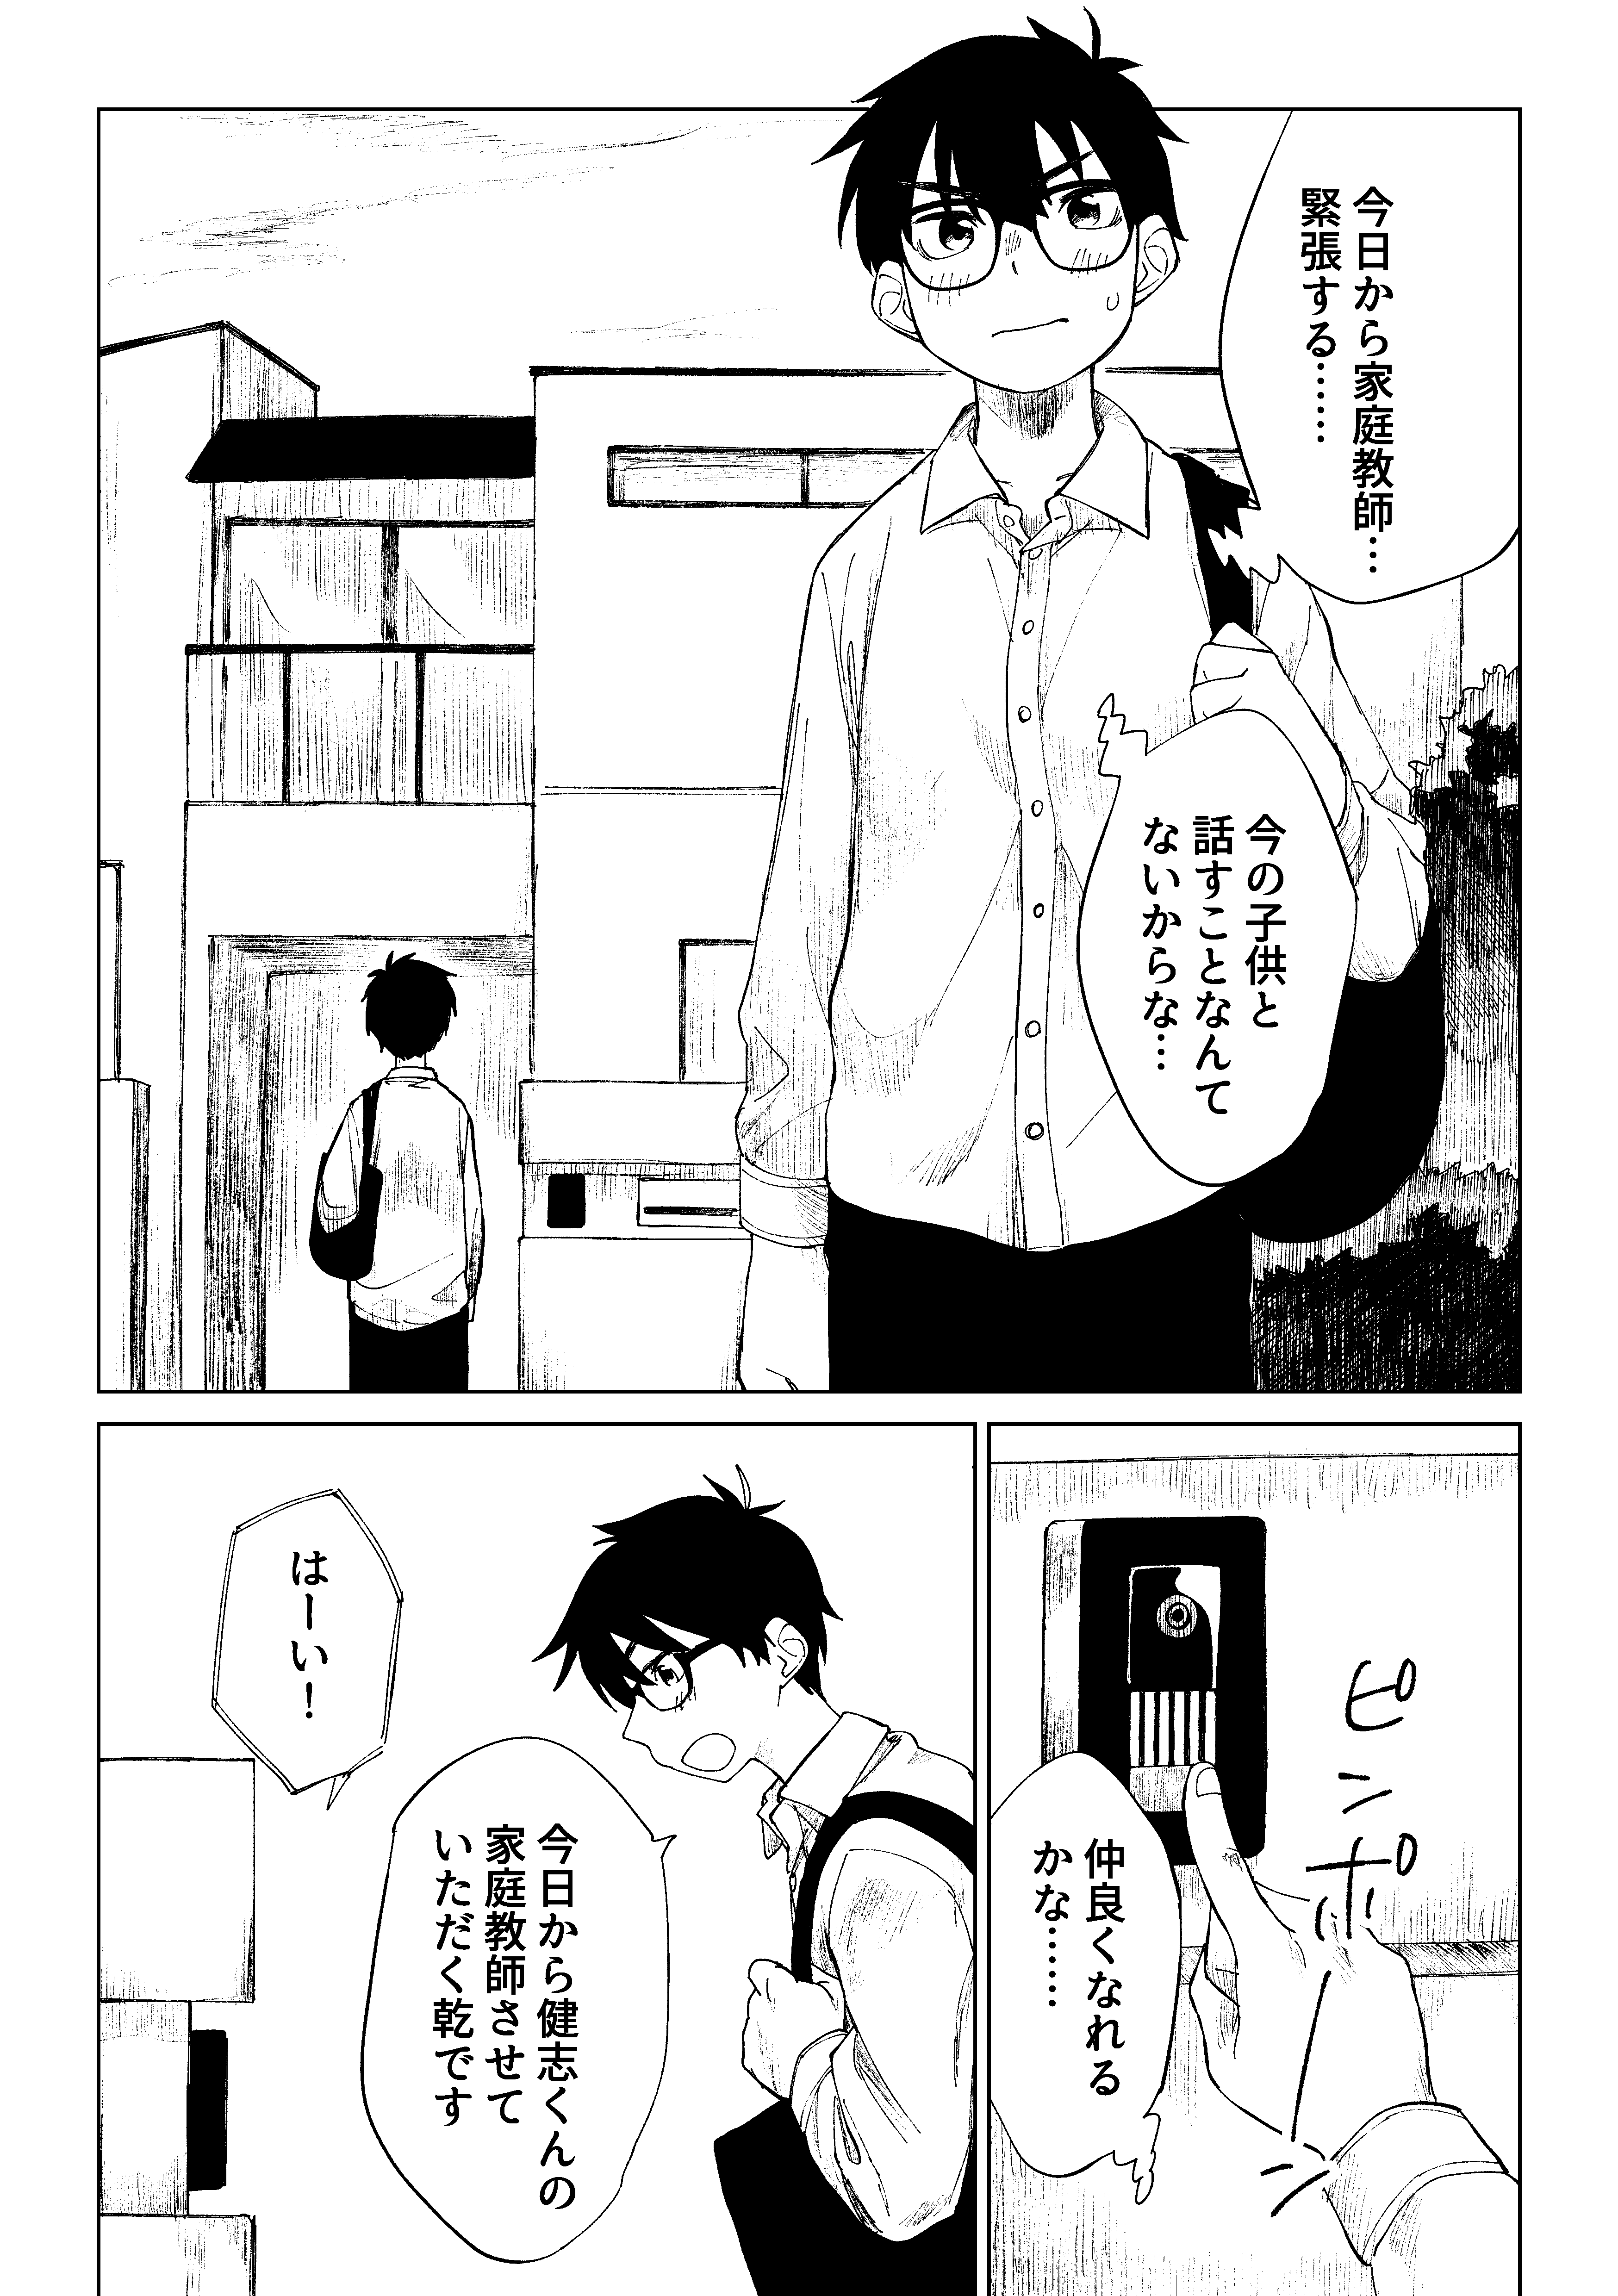 今日から家庭教師…
緊張する……
今の子供と
話すことなんて
ないからな…
ピンポーン
仲良くなれる
かな……
はーい！
今日から健志くんの
家庭教師させて
いただく乾です